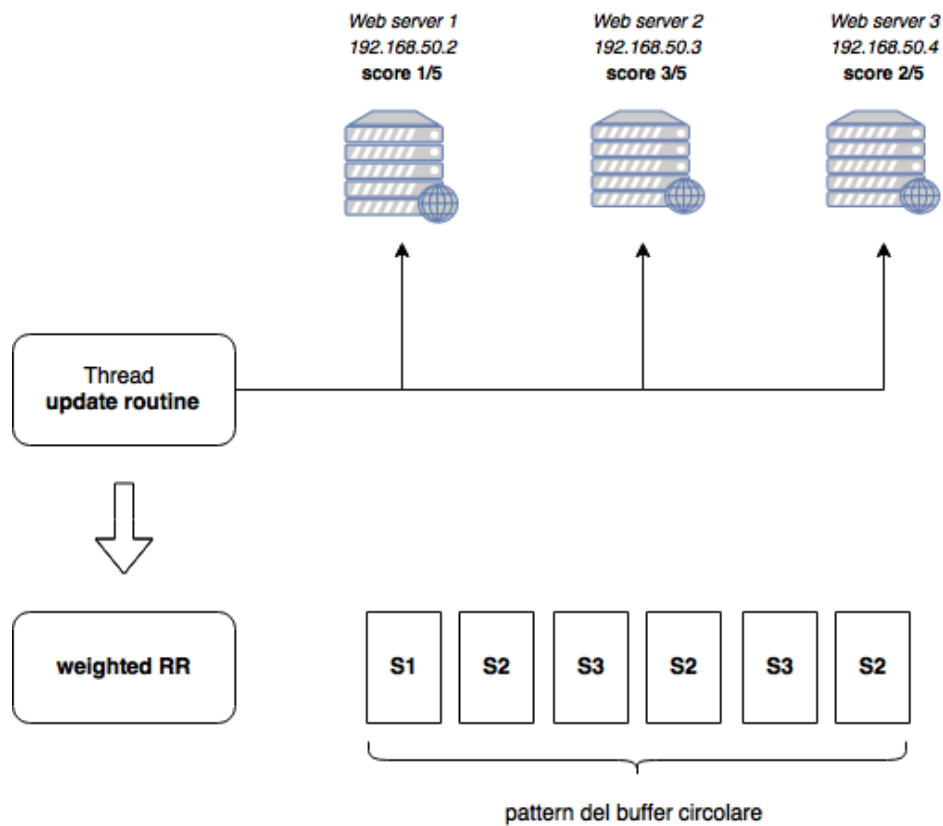 Web server 1
192.168.50.2
score 1/5
Web server 2
192.168.50.3
score 3/5
Web server 3
192.168.50.4
score 2/5
Thread
update routine
weighted RR
S1
S2
S3
S2
S3
S2
pattern del buffer circolare